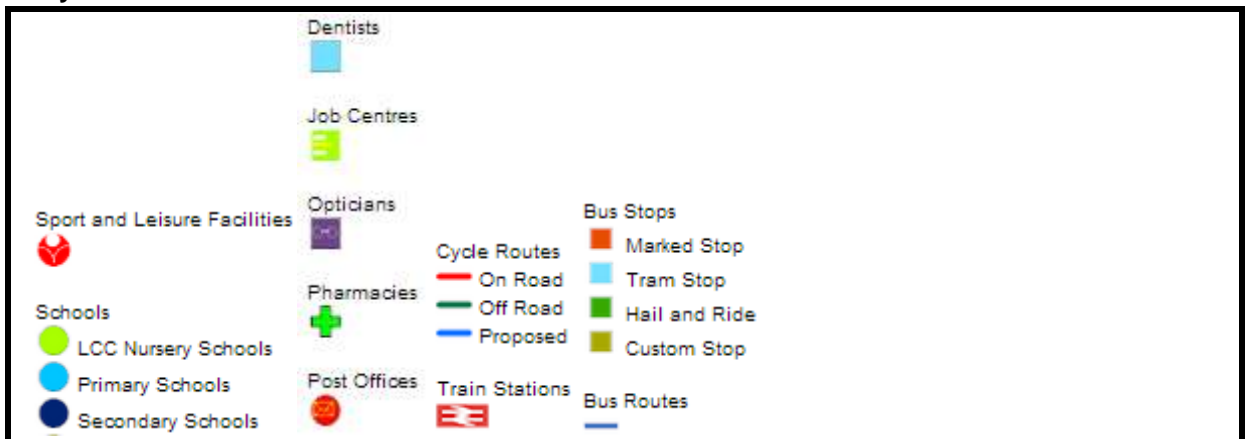 Dentists
Job Centres
Sport and Leisure Facilities
Schools
LCC Nursery Schools
Primary Schools
Secondary Schools
Opticians
Pharmacies
Post Offices
Cycle Routes
On Road
Off Road
Proposed
Train Stations
Bus Stops
Marked Stop
Tram Stop
Hail and Ride
Custom Stop
Bus Routes